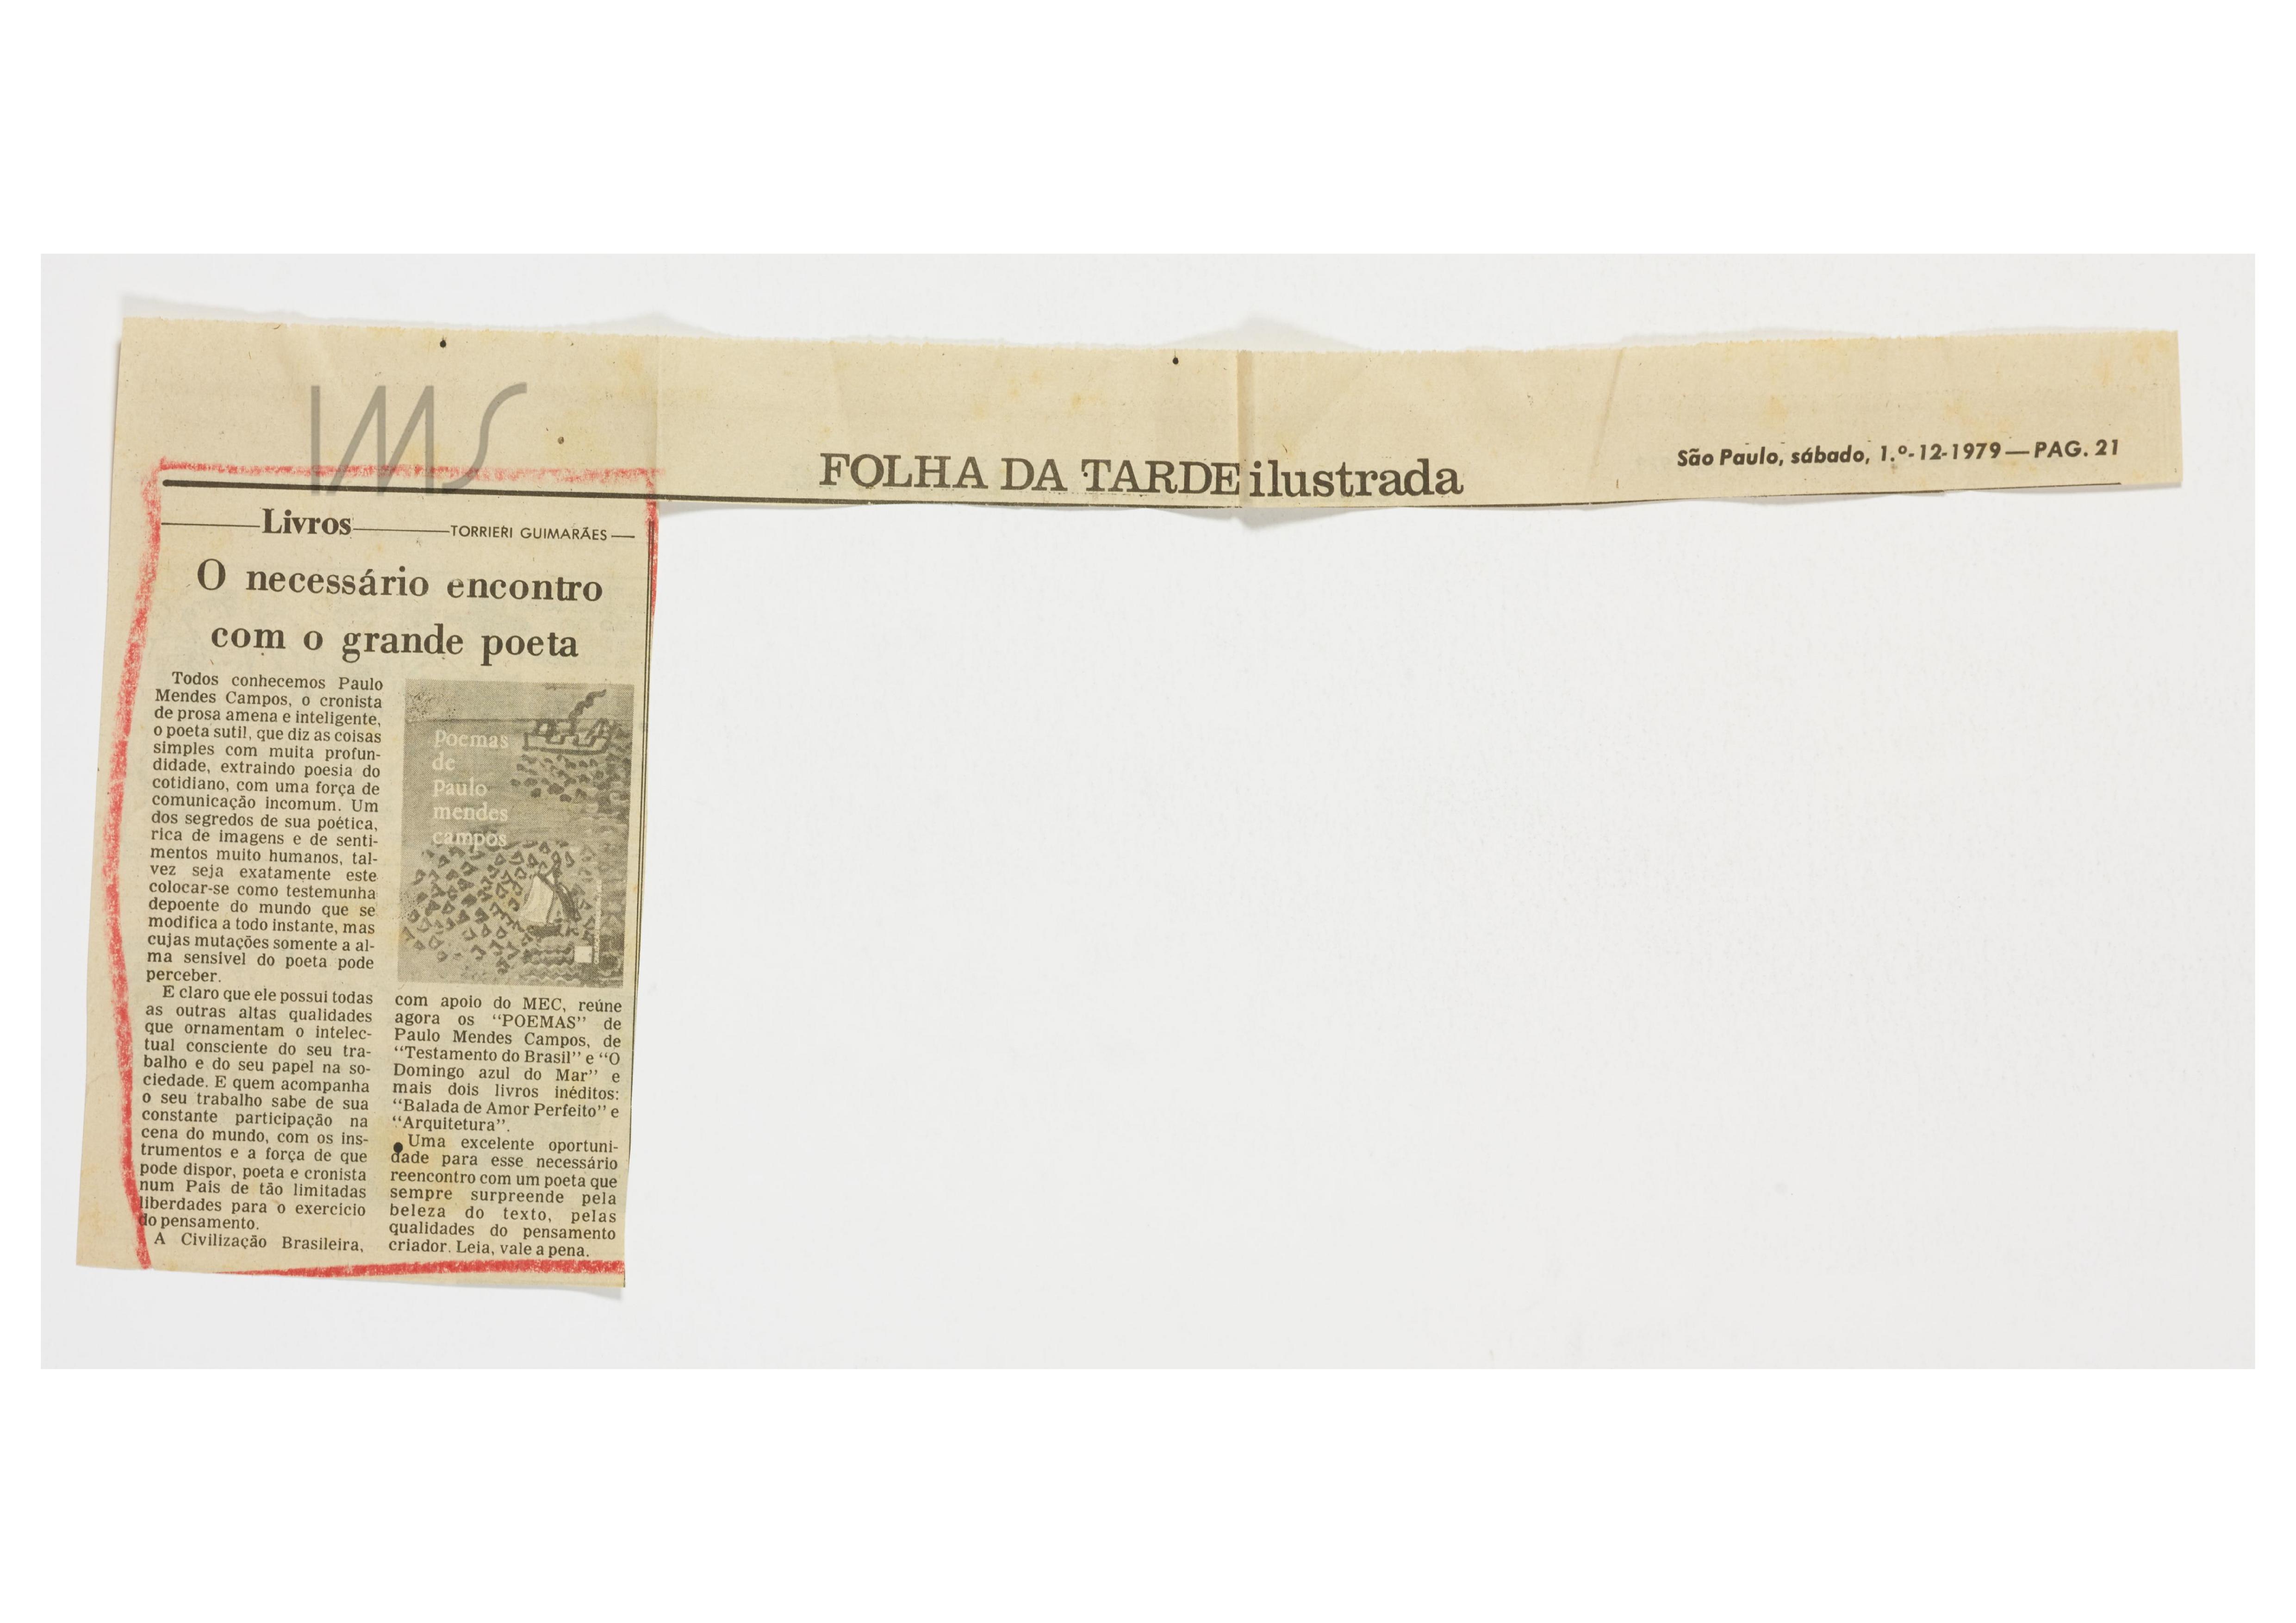 IMS
FOLHA DA TARDE ilustrada
São Paulo, sábado, 1.º-12-1979 — PAG. 21
Livros
TORRIERI GUIMARÃES
O necessário encontro
com o grande poeta
Todos conhecemos Paulo
Mendes Campos, o cronista
de prosa amena e inteligente,
o poeta sutil, que diz as coisas
simples com muita profun-
didade, extraindo poesia do
cotidiano, com uma força de
comunicação incomum. Um
dos segredos de sua poética,
rica de imagens e de senti-
mentos muito humanos, tal-
vez seja exatamente este
colocar-se como testemunha
depoente do mundo que se
modifica a todo instante, mas
cujas mutações somente a al-
ma sensível do poeta pode
perceber.
E claro que ele possui todas
as outras altas qualidades
que ornamentam o intelec-
tual consciente do seu tra-
balho e do seu papel na so-
ciedade. E quem acompanha
o seu trabalho sabe de sua
constante participação na
cena do mundo, com os ins-
trumentos e a força de que
pode dispor, poeta e cronista
num País de tão limitadas
liberdades para o exercício
do pensamento.
A Civilização Brasileira,
Poemas
de
Paulo
mendes
campos
com apoio do MEC, reúne
agora os “POEMAS” de
Paulo Mendes Campos, de
“Testamento do Brasil” e “O
Domingo azul do Mar” e
mais dois livros inéditos:
“Balada de Amor Perfeito” e
“Arquitetura”.
Uma excelente oportuni-
dade para esse necessário
reencontro com um poeta que
sempre surpreende pela
beleza do texto, pelas
qualidades do pensamento
criador. Leia, vale a pena.